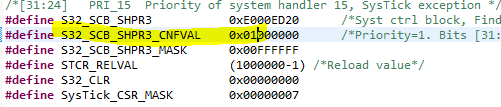 /*[31:24]   PRI_15   Priority of system handler 15, SysTick exception */
#define S32_SCB_SHPR3          0xE000ED20     /*Syst ctrl block, Find
#define S32_SCB_SHPR3_CNFVAL   0x01000000     /*Priority=1. Bits [31:
#define S32_SCB_SHPR3_MASK     0x00FFFFFF
#define STCR_RELVAL            (1000000-1) /*Reload value*/
#define S32_CLR                0x00000000
#define SysTick_CSR_MASK       0x00000007